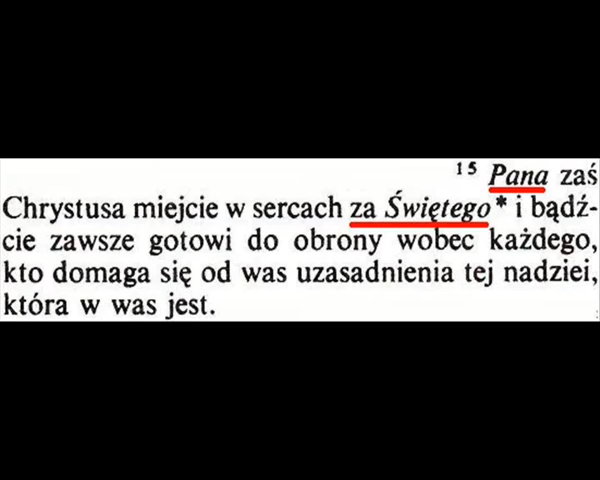 15 Pana zaś
Chrystusa miejcie w sercach za Świętego* i bądź-
cie zawsze gotowi do obrony wobec każdego,
kto domaga się od was uzasadnienia tej nadziei,
która w was jest.